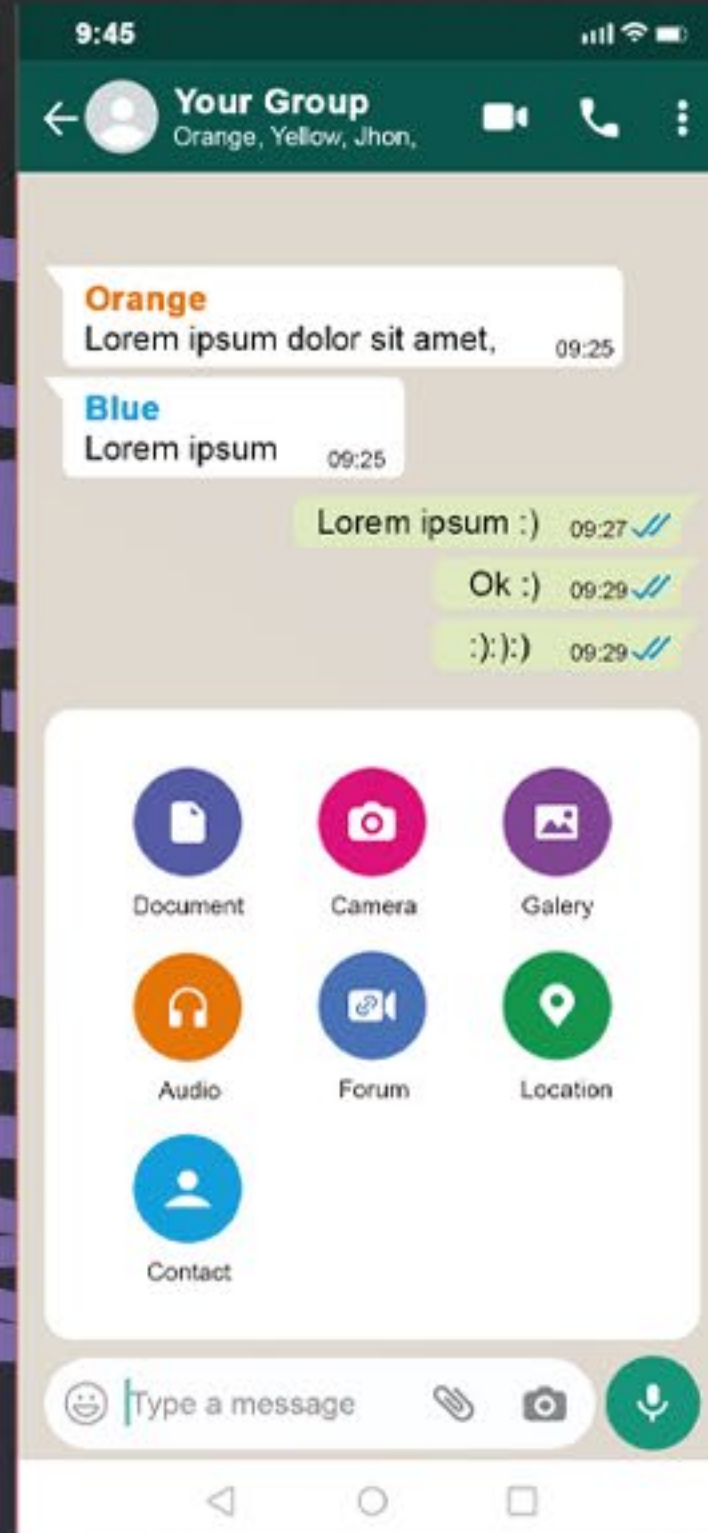 9:45
Your Group
Orange, Yellow, Jhon,
Orange
Lorem ipsum dolor sit amet,
09:25
Blue
Lorem ipsum
09:25
Lorem ipsum :) 09:27
Ok :) 09:29
:):):) 09:29
Document Camera Galery
Audio Forum Location
Contact
Type a message